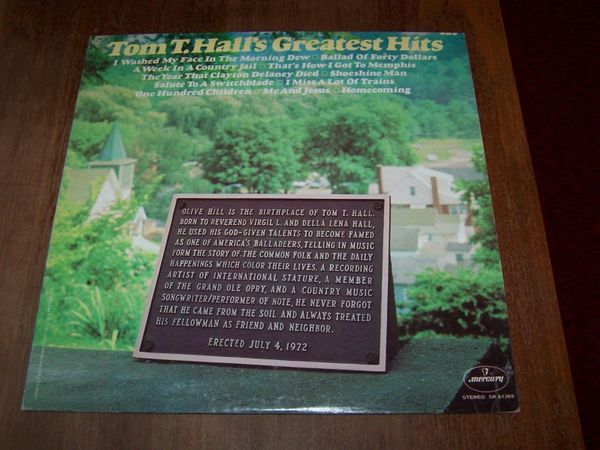 Tom T. Hall's Greatest Hits
I Washed My Face In The Morning Dew □ Ballad Of Forty Dollars
A Week In A Country Jail □ That's How I Got To Memphis
The Year That Clayton Delaney Died □ Shoeshine Man
Salute To A Switchblade □ I Miss A Lot Of Trains
One Hundred Children □ Me And Jesus □ Homecoming
OLIVE HILL IS THE BIRTHPLACE OF TOM T. HALL.
BORN TO REVEREND VIRGIL L. AND DELLA LENA HALL,
HE USED HIS GOD-GIVEN TALENTS TO BECOME FAMED
AS ONE OF AMERICA'S BALLADEERS, TELLING IN MUSIC
FORM THE STORY OF THE COMMON FOLK AND THE DAILY
HAPPENINGS WHICH COLOR THEIR LIVES. A RECORDING
ARTIST OF INTERNATIONAL STATURE, A MEMBER
OF THE GRAND OLE OPRY, AND A COUNTRY MUSIC
SONGWRITER/PERFORMER OF NOTE, HE NEVER FORGOT
THAT HE CAME FROM THE SOIL AND ALWAYS TREATED
HIS FELLOWMAN AS FRIEND AND NEIGHBOR.
ERECTED JULY 4, 1972
mercury
STEREO SR 61369